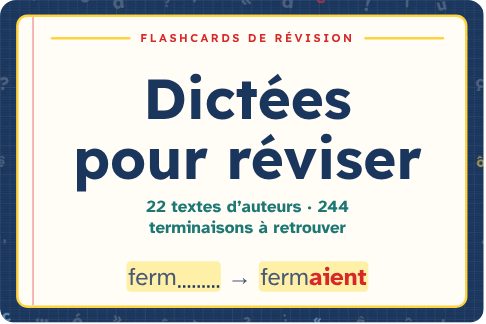 FLASHCARDS DE RÉVISION
Dictées
pour réviser
22 textes d’auteurs · 244
terminaisons à retrouver
ferm......... → fermaient